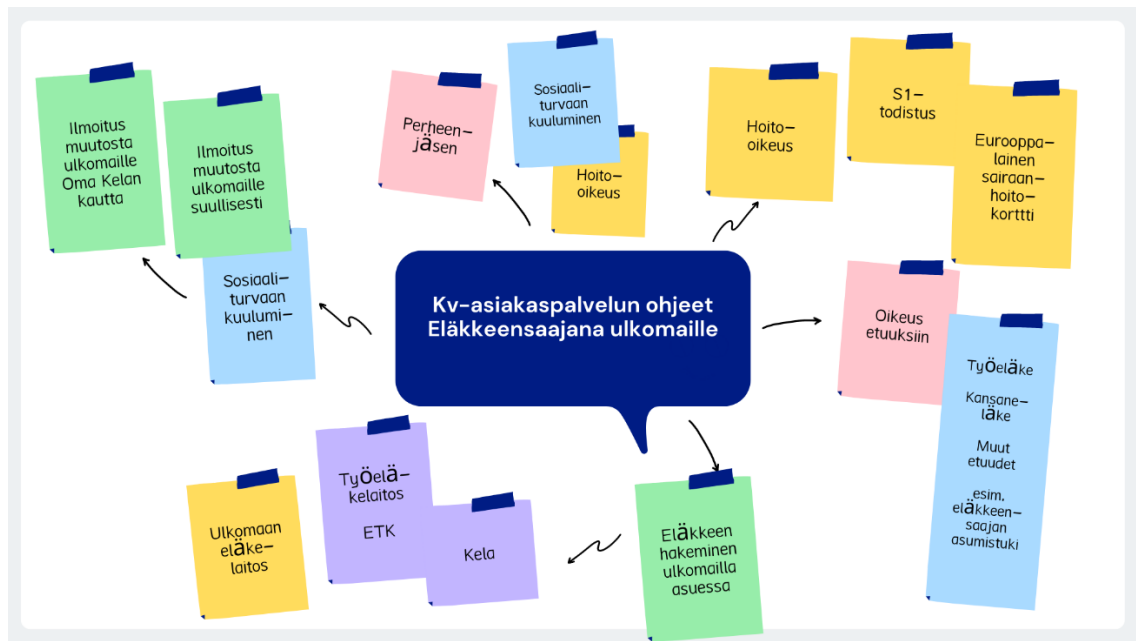 Ilmoitus
muutosta
ulkomaille
Oma Kelan
kautta
Ilmoitus
muutosta
ulkomaille
suullisesti
Sosiaali-
turvaan
kuulumi-
nen
Perheen-
jäsen
Sosiaali-
turvaan
kuuluminen
Hoito-
oikeus
Hoito-
oikeus
S1-
todistus
Eurooppa-
lainen
sairaan-
hoito-
korttti
Kv-asiakaspalvelun ohjeet
Eläkkeensaajana ulkomaille
Oikeus
etuuksiin
Työeläke
Kansane-
läke
Muut
etuudet
esim.
eläkkeen-
saajan
asumistuki
Ulkomaan
eläke-
laitos
Työelä-
kelaitos
ETK
Kela
Eläkkeen
hakeminen
ulkomailla
asuessa